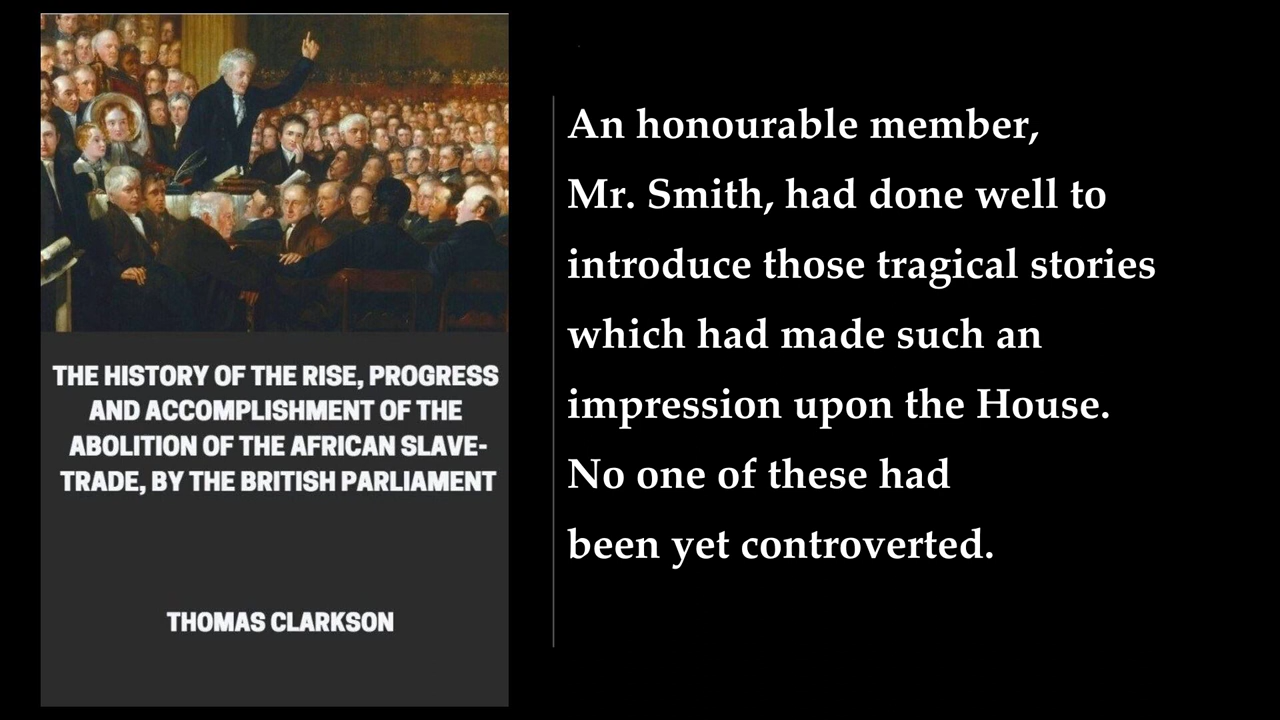 THE HISTORY OF THE RISE, PROGRESS
AND ACCOMPLISHMENT OF THE
ABOLITION OF THE AFRICAN SLAVE-
TRADE, BY THE BRITISH PARLIAMENT
THOMAS CLARKSON
An honourable member,
Mr. Smith, had done well to
introduce those tragical stories
which had made such an
impression upon the House.
No one of these had
been yet controverted.